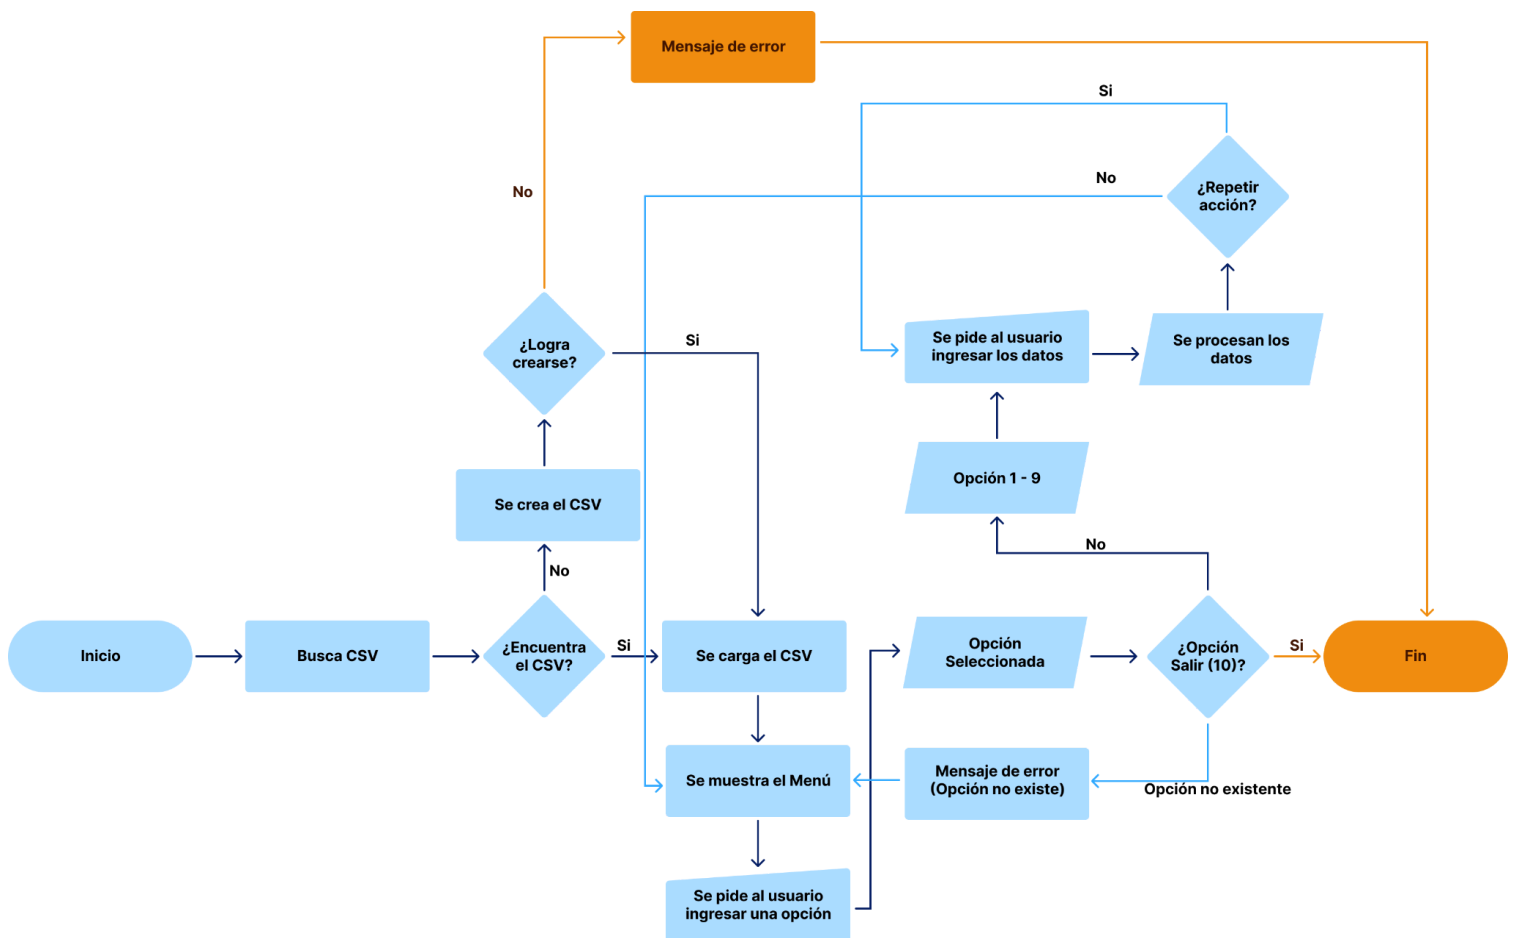 Mensaje de error
Si
No
¿Repetir
acción?
No
¿Logra
crearse?
Si
Se pide al usuario
ingresar los datos
Se procesan los
datos
Opción 1 - 9
Se crea el CSV
No
No
Inicio
Busca CSV
¿Encuentra
el CSV?
Si
Se carga el CSV
Opción
Seleccionada
¿Opción
Salir (10)?
Si
Fin
Se muestra el Menú
Mensaje de error
(Opción no existe)
Opción no existente
Se pide al usuario
ingresar una opción